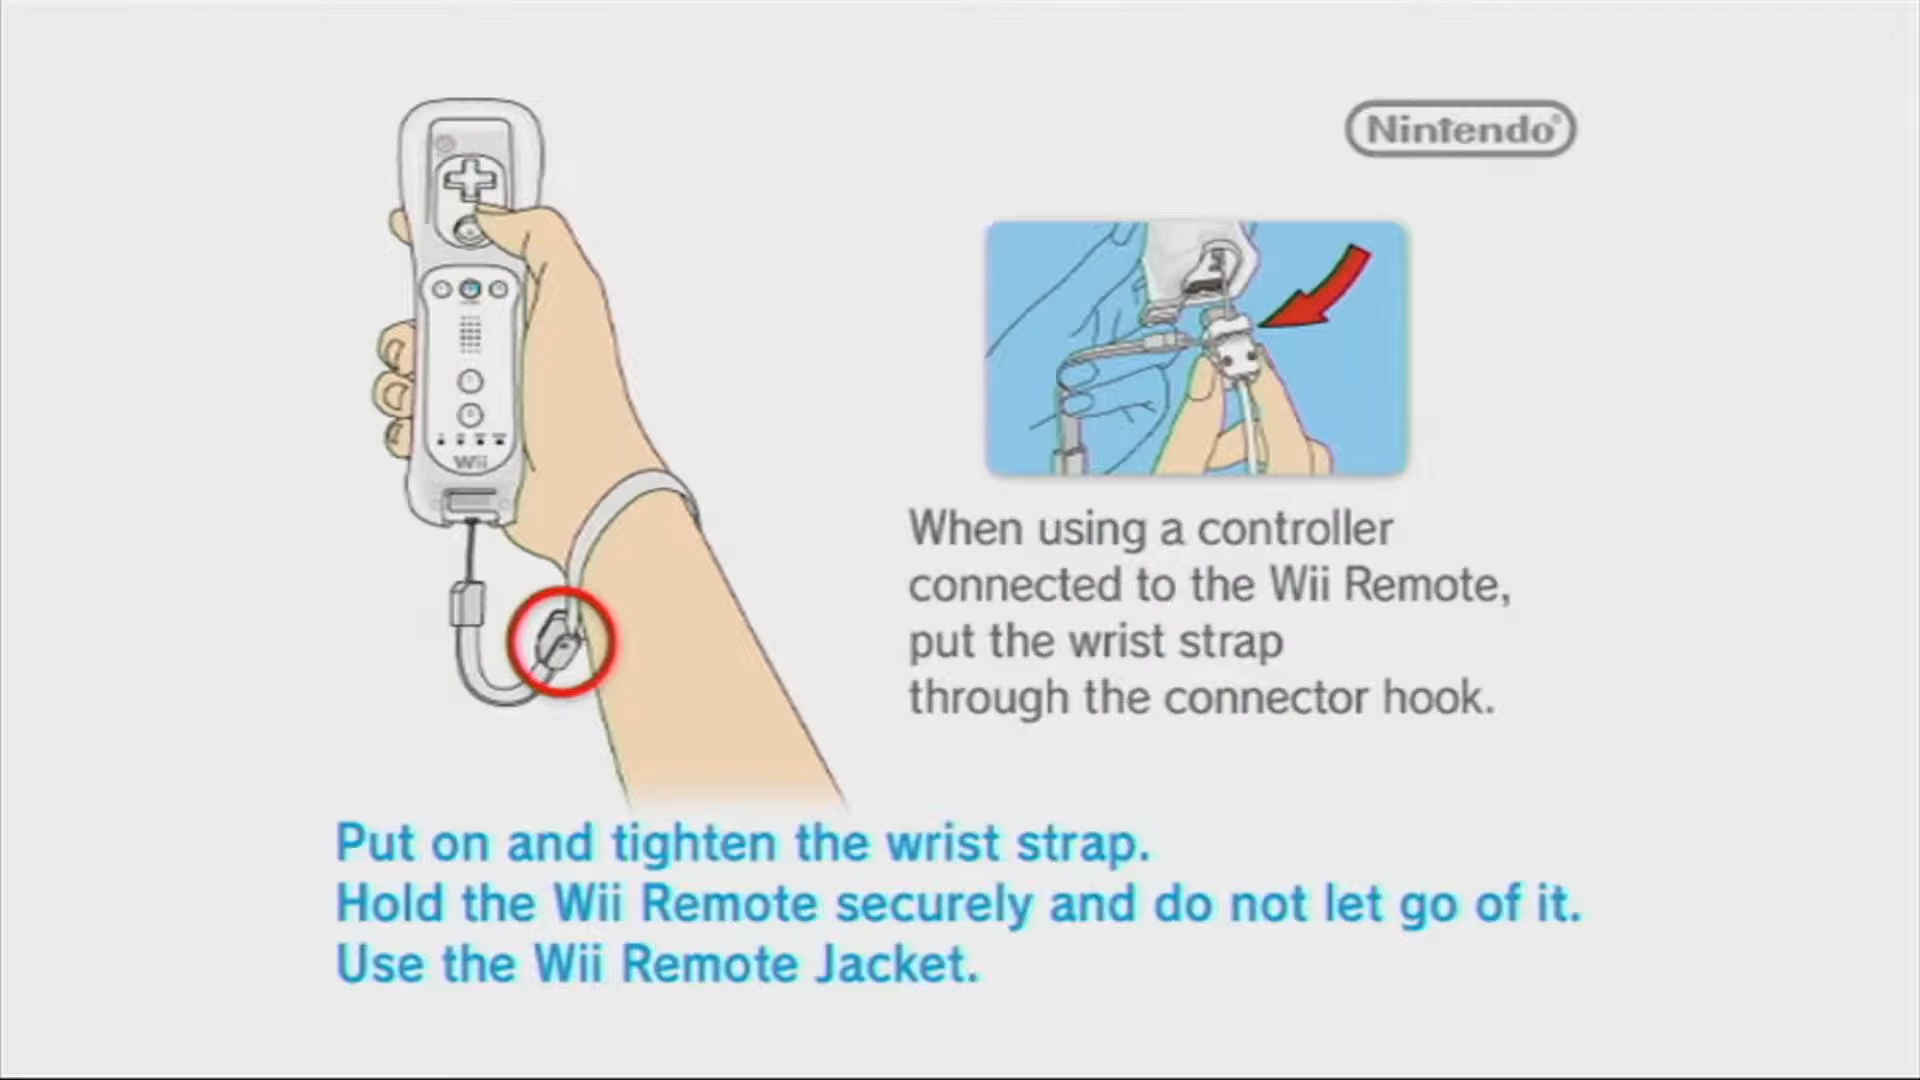 Nintendo®
Wii
When using a controller
connected to the Wii Remote,
put the wrist strap
through the connector hook.
Put on and tighten the wrist strap.
Hold the Wii Remote securely and do not let go of it.
Use the Wii Remote Jacket.